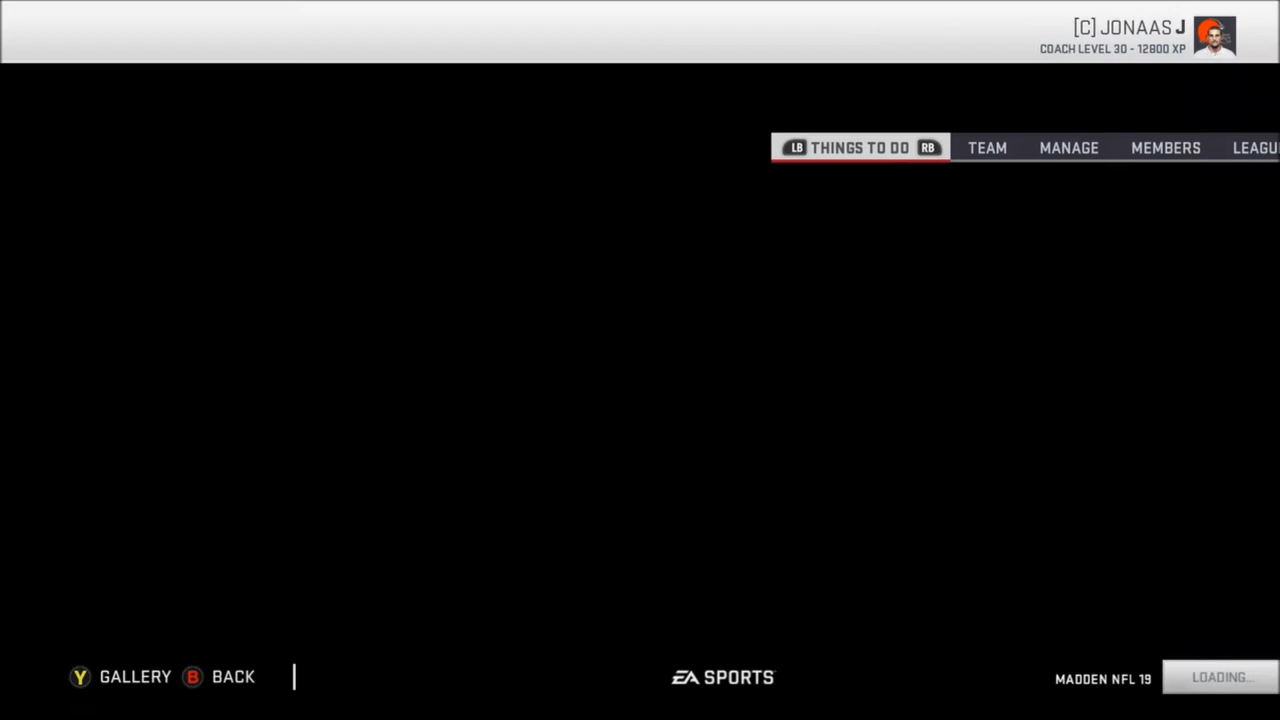 [C] JONAAS J
COACH LEVEL 30 - 12800 XP
LB THINGS TO DO RB TEAM MANAGE MEMBERS LEAGU
Y GALLERY B BACK
EA SPORTS
MADDEN NFL 19 LOADING...